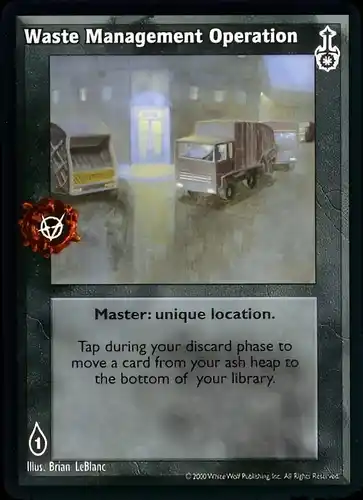 Waste Management Operation
Master: unique location.
Tap during your discard phase to
move a card from your ash heap to
the bottom of your library.
1
Illus. Brian LeBlanc
©2000 White Wolf Publishing, Inc. All Rights Reserved.